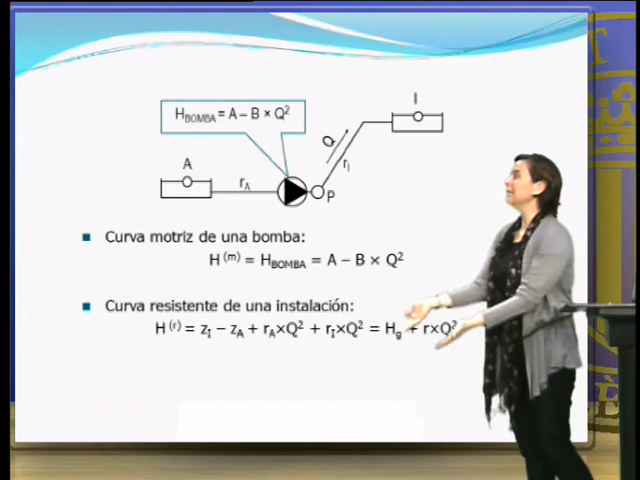 H_BOMBA = A – B × Q²
I
Q
r_I
A
r_A
P
Curva motriz de una bomba:
H (m) = H_BOMBA = A – B × Q²
Curva resistente de una instalación:
H (r) = z_I – z_A + r_A×Q² + r_I×Q² = H_g + r×Q²